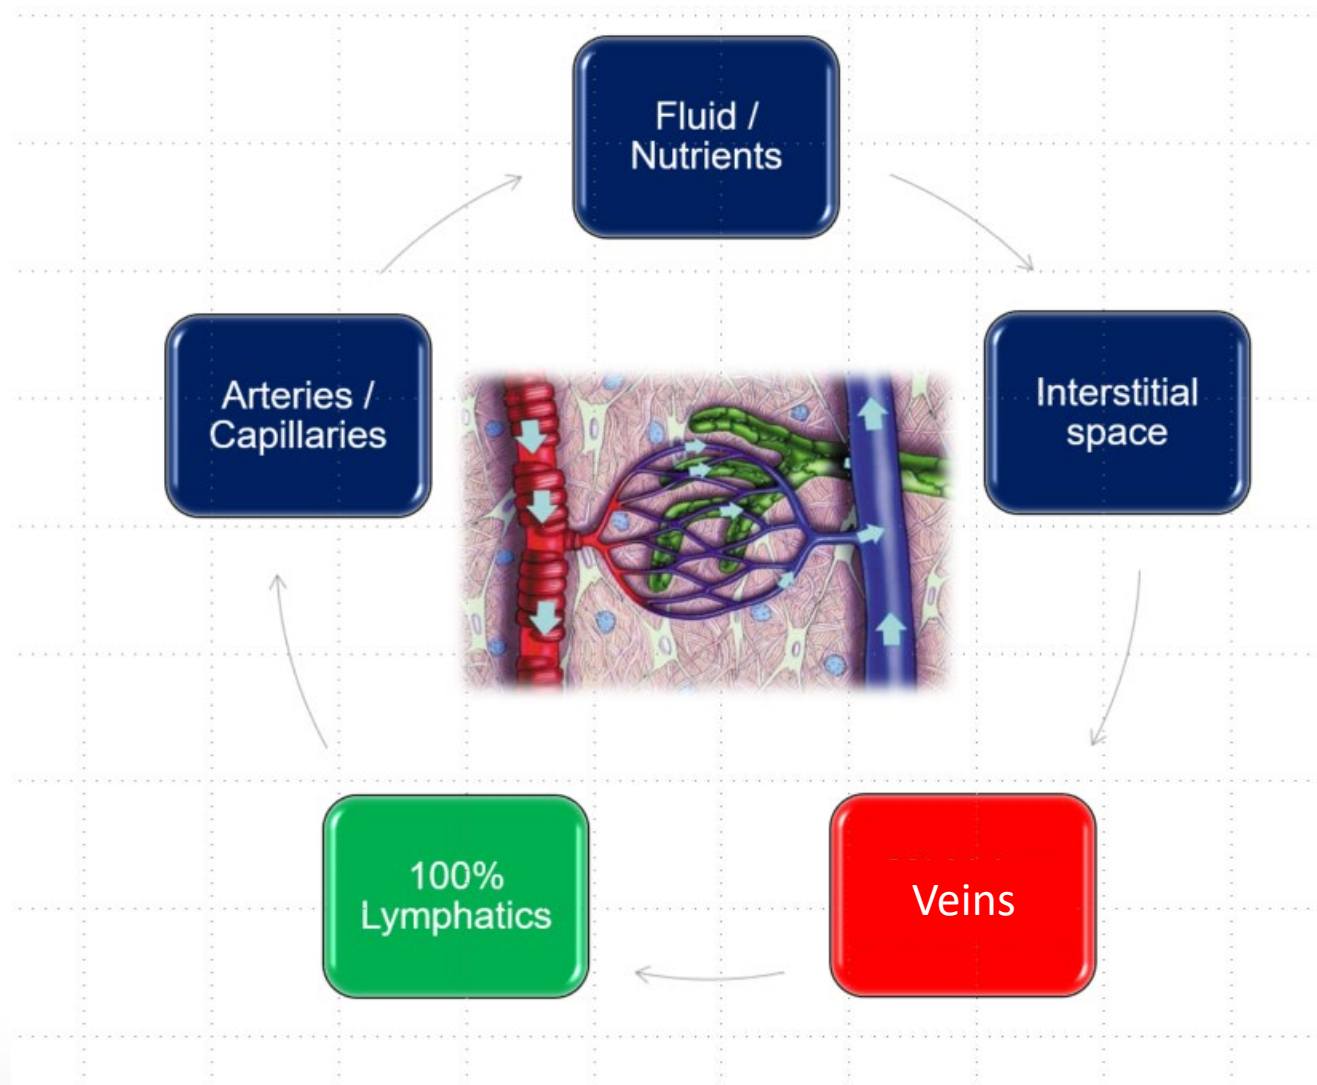 Fluid /
Nutrients
Arteries /
Capillaries
Interstitial
space
100%
Lymphatics
Veins